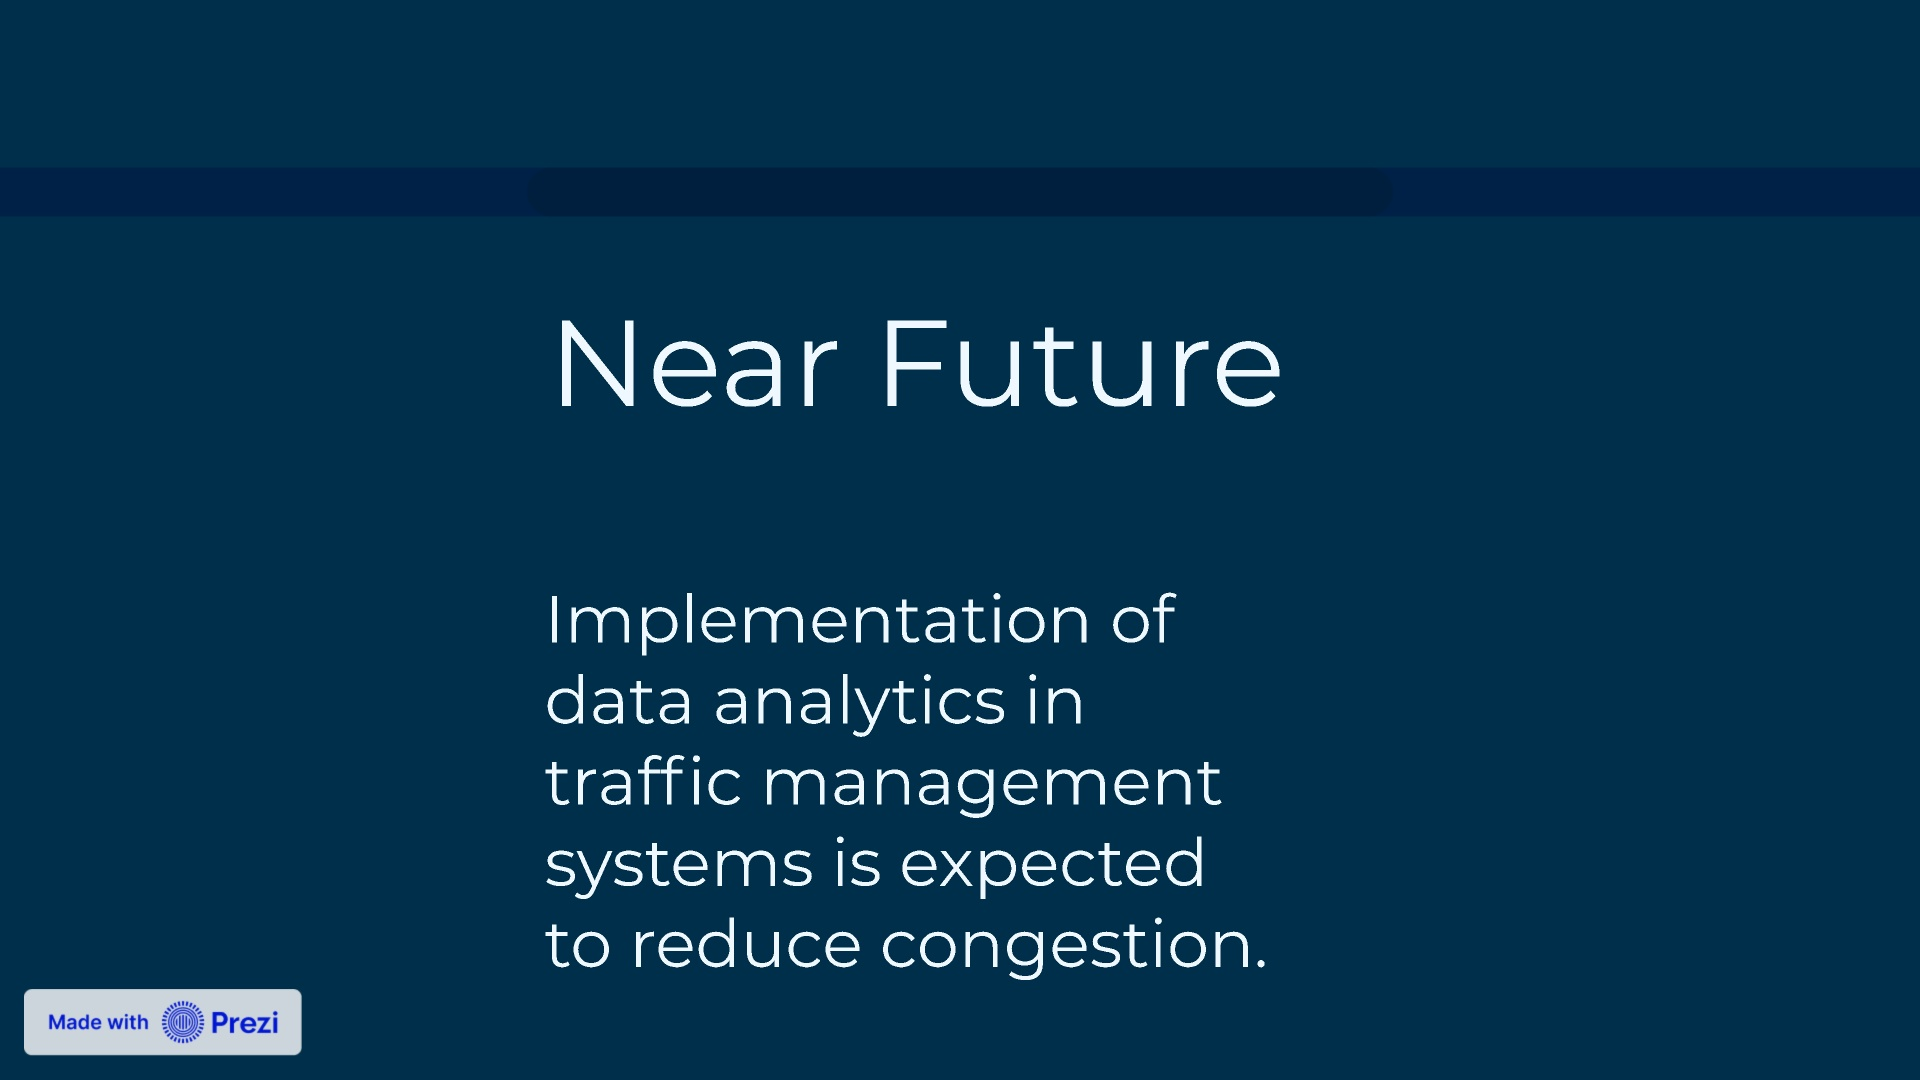 Near Future
Implementation of
data analytics in
traffic management
systems is expected
to reduce congestion.
Made with Prezi